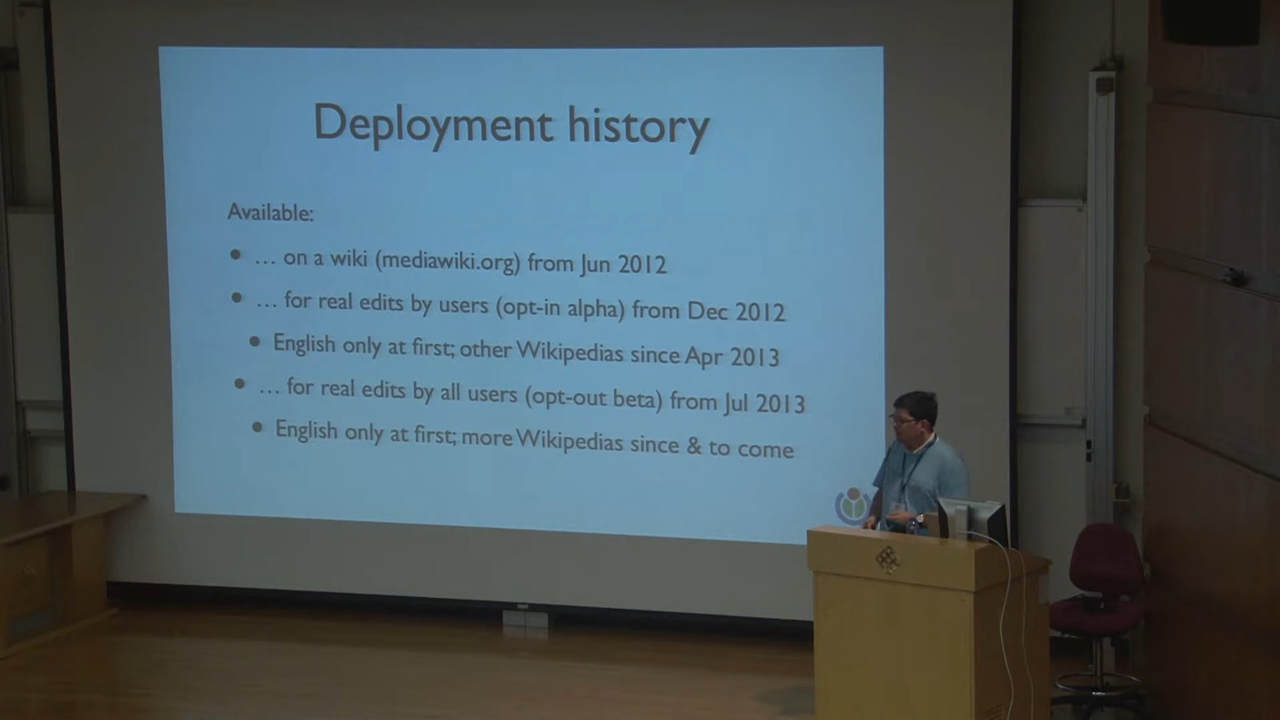 Deployment history
Available:
• … on a wiki (mediawiki.org) from Jun 2012
• … for real edits by users (opt-in alpha) from Dec 2012
• English only at first; other Wikipedias since Apr 2013
• … for real edits by all users (opt-out beta) from Jul 2013
• English only at first; more Wikipedias since & to come